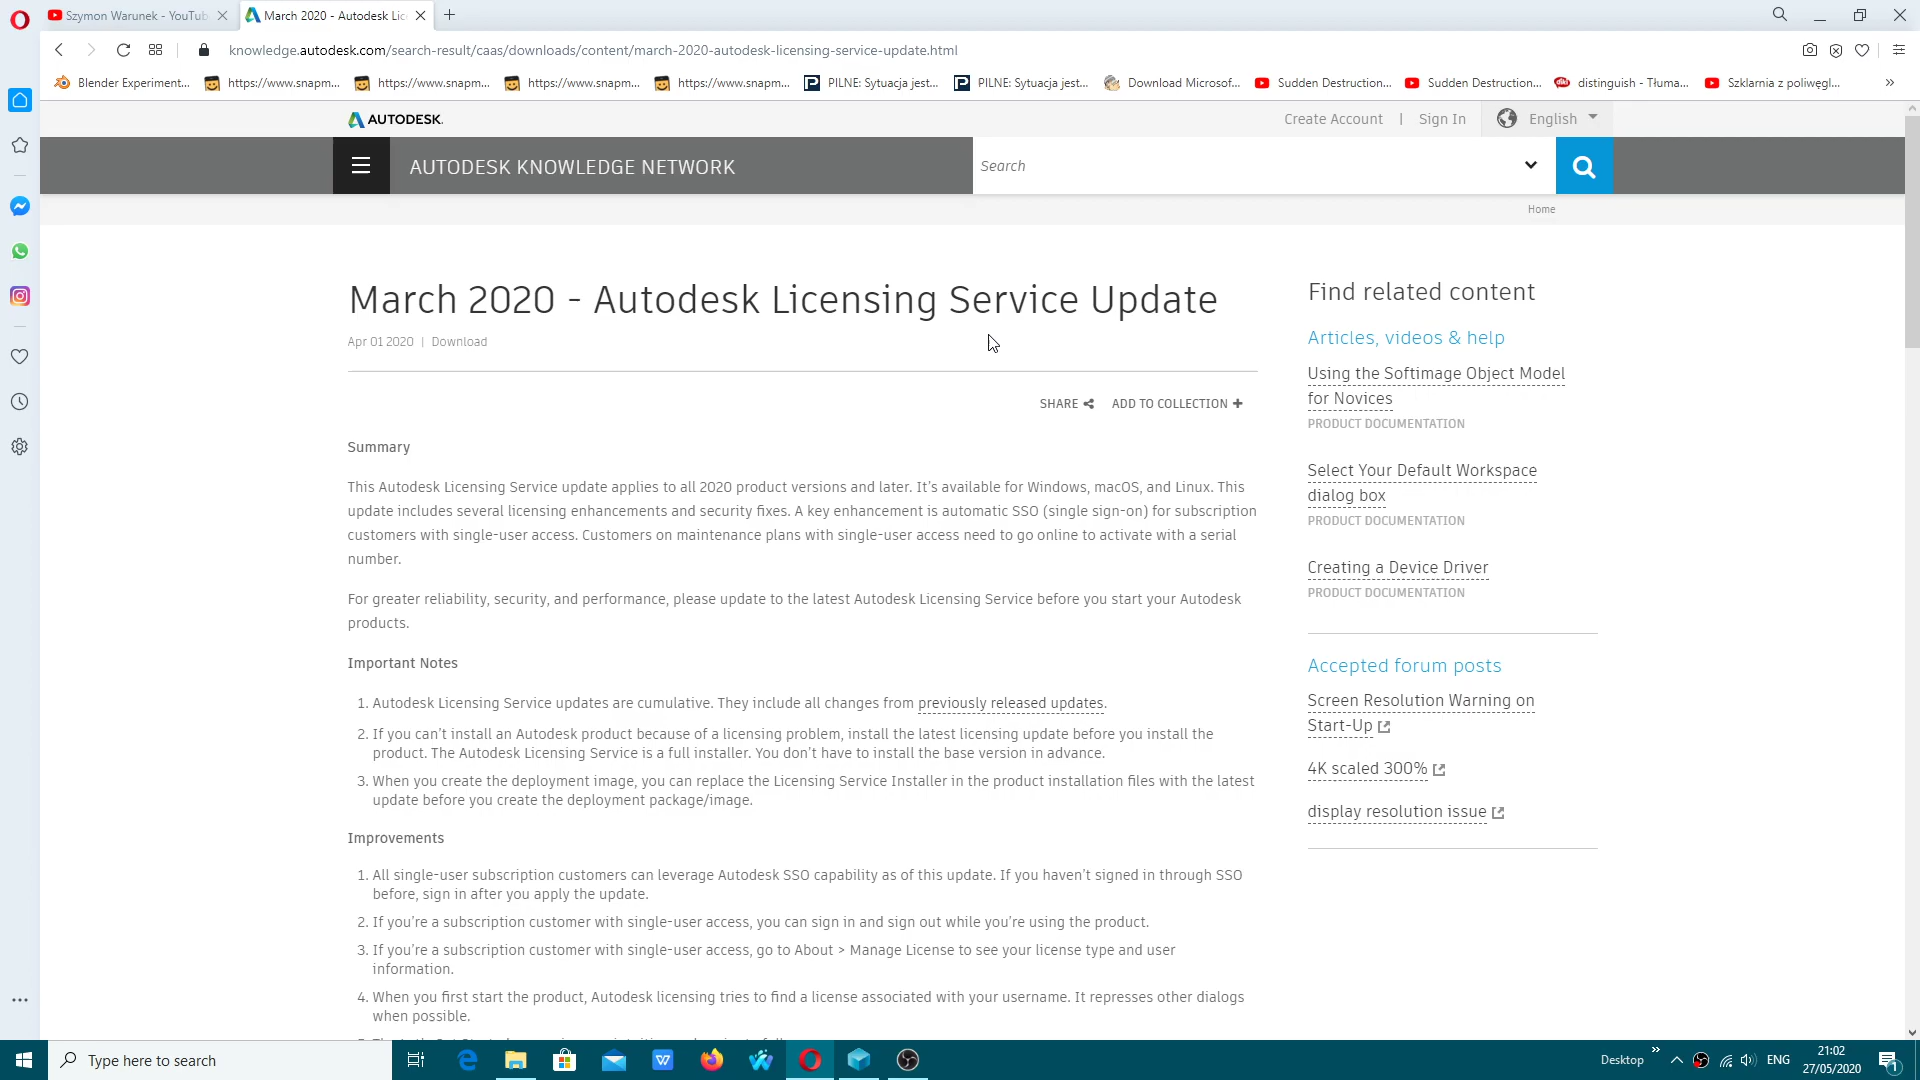 Szymon Warunek - YouTub
March 2020 - Autodesk Lic
knowledge.autodesk.com/search-result/caas/downloads/content/march-2020-autodesk-licensing-service-update.html
Blender Experiment...
https://www.snapm...
https://www.snapm...
https://www.snapm...
https://www.snapm...
PILNE: Sytuacja jest...
PILNE: Sytuacja jest...
Download Microsof...
Sudden Destruction...
Sudden Destruction...
distinguish - Tłuma...
Szklarnia z poliwęgl...
AUTODESK.
Create Account | Sign In
English
AUTODESK KNOWLEDGE NETWORK
Search
Home
March 2020 - Autodesk Licensing Service Update
Apr 01 2020 | Download
SHARE
ADD TO COLLECTION
Summary
This Autodesk Licensing Service update applies to all 2020 product versions and later. It's available for Windows, macOS, and Linux. This
update includes several licensing enhancements and security fixes. A key enhancement is automatic SSO (single sign-on) for subscription
customers with single-user access. Customers on maintenance plans with single-user access need to go online to activate with a serial
number.
For greater reliability, security, and performance, please update to the latest Autodesk Licensing Service before you start your Autodesk
products.
Important Notes
1. Autodesk Licensing Service updates are cumulative. They include all changes from previously released updates.
2. If you can't install an Autodesk product because of a licensing problem, install the latest licensing update before you install the
product. The Autodesk Licensing Service is a full installer. You don't have to install the base version in advance.
3. When you create the deployment image, you can replace the Licensing Service Installer in the product installation files with the latest
update before you create the deployment package/image.
Improvements
1. All single-user subscription customers can leverage Autodesk SSO capability as of this update. If you haven't signed in through SSO
before, sign in after you apply the update.
2. If you're a subscription customer with single-user access, you can sign in and sign out while you're using the product.
3. If you're a subscription customer with single-user access, go to About > Manage License to see your license type and user
information.
4. When you first start the product, Autodesk licensing tries to find a license associated with your username. It represses other dialogs
when possible.
Find related content
Articles, videos & help
Using the Softimage Object Model
for Novices
PRODUCT DOCUMENTATION
Select Your Default Workspace
dialog box
PRODUCT DOCUMENTATION
Creating a Device Driver
PRODUCT DOCUMENTATION
Accepted forum posts
Screen Resolution Warning on
Start-Up
4K scaled 300%
display resolution issue
Type here to search
Desktop
ENG
21:02
27/05/2020
1